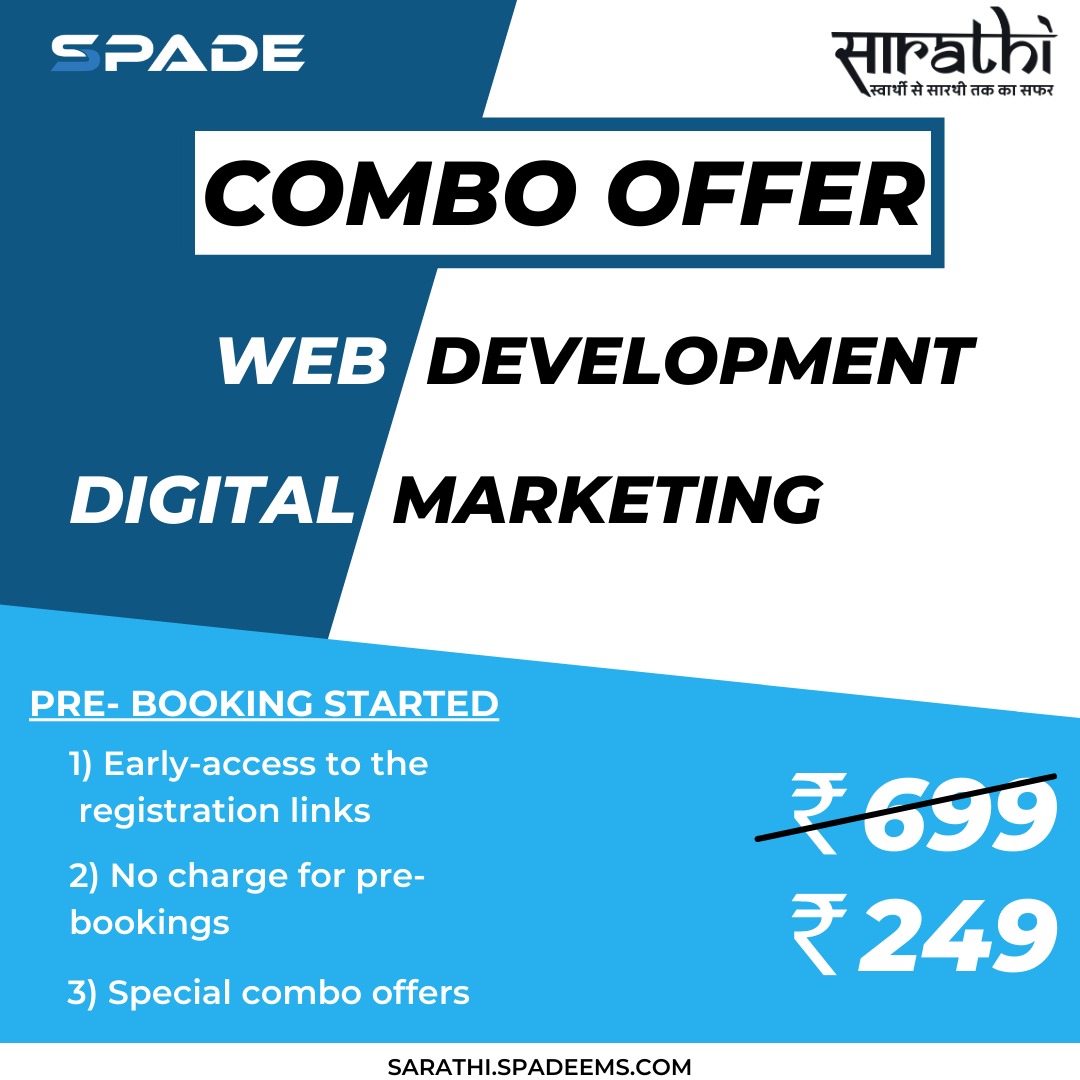 SPADE
साrathi
स्वार्थी से सारथी तक का सफर
COMBO OFFER
WEB DEVELOPMENT
DIGITAL MARKETING
PRE- BOOKING STARTED
1) Early-access to the
registration links
2) No charge for pre-
bookings
3) Special combo offers
₹699
₹249
SARATHI.SPADEEMS.COM